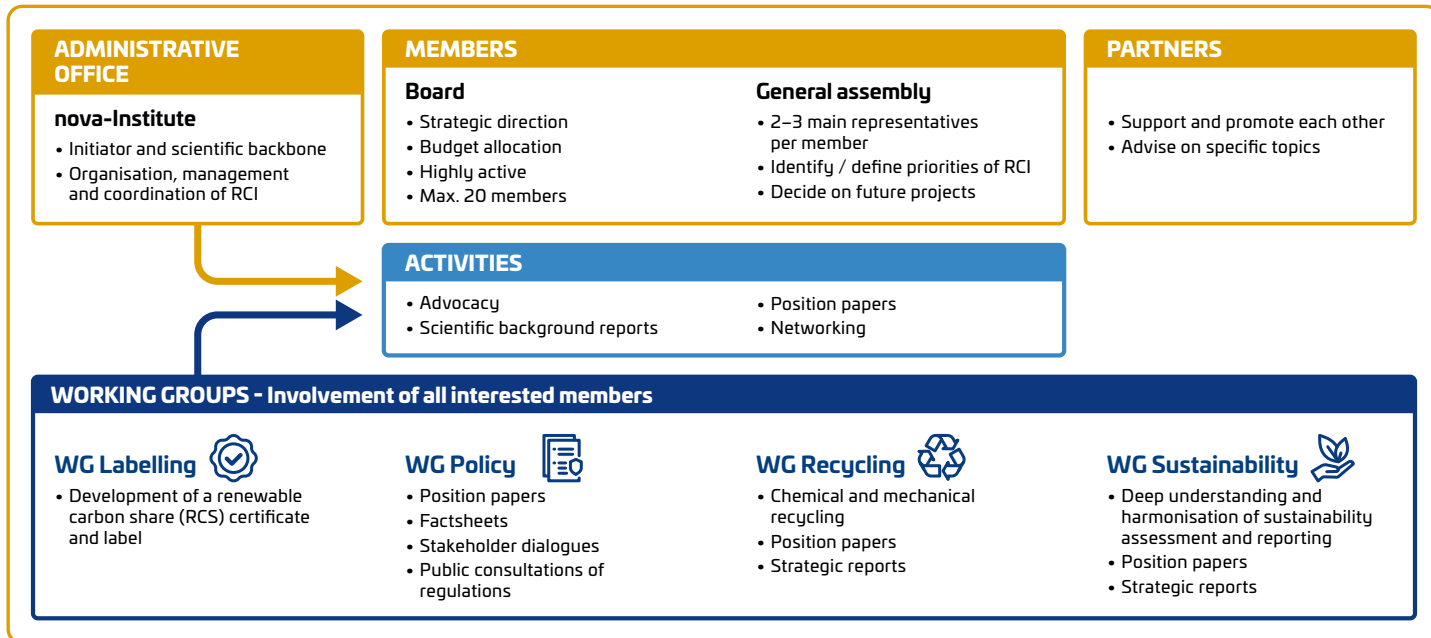 ADMINISTRATIVE
OFFICE
nova-Institute
• Initiator and scientific backbone
• Organisation, management
and coordination of RCI
MEMBERS
Board
• Strategic direction
• Budget allocation
• Highly active
• Max. 20 members
General assembly
• 2–3 main representatives
per member
• Identify / define priorities of RCI
• Decide on future projects
PARTNERS
• Support and promote each other
• Advise on specific topics
ACTIVITIES
• Advocacy
• Scientific background reports
• Position papers
• Networking
WORKING GROUPS – Involvement of all interested members
WG Labelling
• Development of a renewable
carbon share (RCS) certificate
and label
WG Policy
• Position papers
• Factsheets
• Stakeholder dialogues
• Public consultations of
regulations
WG Recycling
• Chemical and mechanical
recycling
• Position papers
• Strategic reports
WG Sustainability
• Deep understanding and
harmonisation of sustainability
assessment and reporting
• Position papers
• Strategic reports